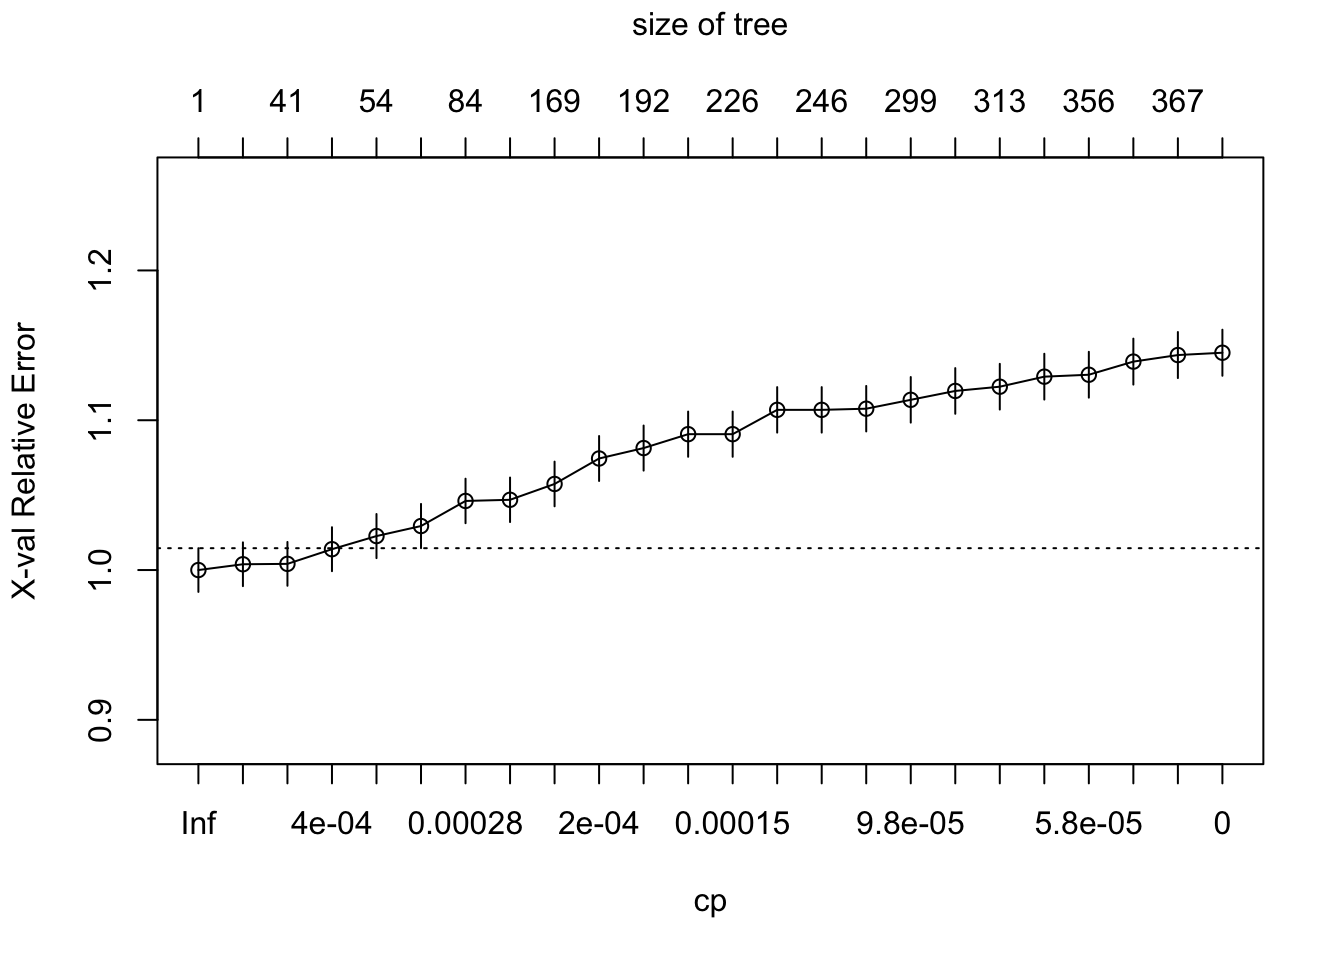 size of tree
1 41 54 84 169 192 226 246 299 313 356 367
1.2
1.1
1.0
0.9
X-val Relative Error
Inf 4e-04 0.00028 2e-04 0.00015 9.8e-05 5.8e-05 0
cp